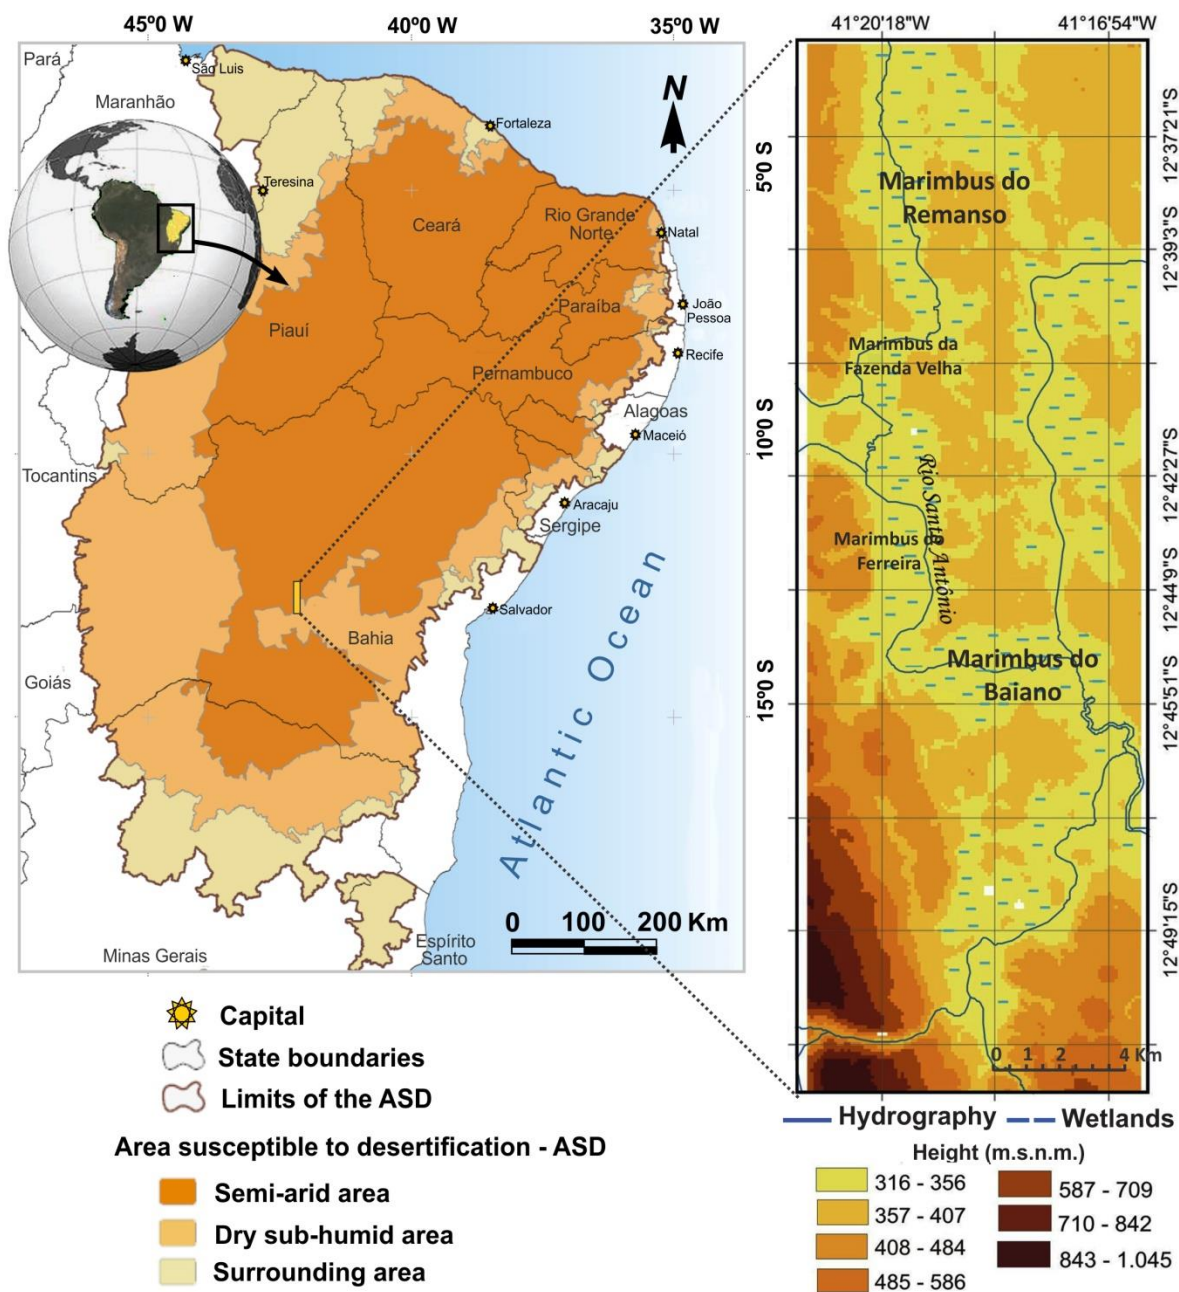 45º0 W
40º0 W
35º0 W
41°20'18"W
41°16'54"W
Pará
São Luis
Maranhão
Fortaleza
N
Teresina
5º0 S
Ceará
Rio Grande
Norte
Natal
Paraíba
João
Pessoa
Piauí
Recife
Pernambuco
Alagoas
Maceió
10º0 S
Tocantins
Aracaju
Sergipe
Salvador
Bahia
Goiás
15º0 S
Atlantic Ocean
0 100 200 Km
Espírito
Santo
Minas Gerais
Marimbus do
Remanso
Marimbus da
Fazenda Velha
Rio Santo Antônio
Marimbus do
Ferreira
Marimbus do
Baiano
12°37'21"S
12°39'3"S
12°42'27"S
12°44'9"S
12°45'51"S
12°49'15"S
0 1 2 4 Km
Capital
State boundaries
Limits of the ASD
Area susceptible to desertification - ASD
Semi-arid area
Dry sub-humid area
Surrounding area
Hydrography
Wetlands
Height (m.s.n.m.)
316 - 356
357 - 407
408 - 484
485 - 586
587 - 709
710 - 842
843 - 1.045